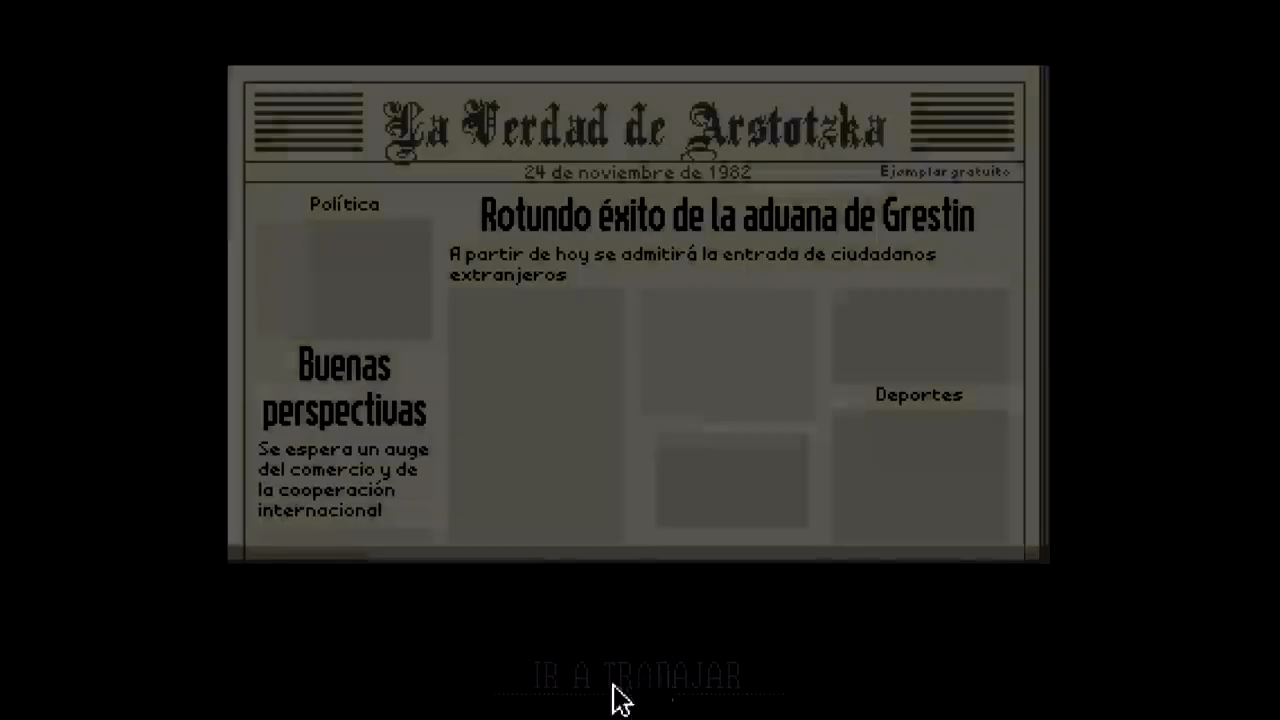 La Verdad de Arstotzka
24 de noviembre de 1982
Ejemplar gratuito
Política
Buenas
perspectivas
Se espera un auge
del comercio y de
la cooperación
internacional
Rotundo éxito de la aduana de Grestin
A partir de hoy se admitirá la entrada de ciudadanos
extranjeros
Deportes
IR A TRABAJAR